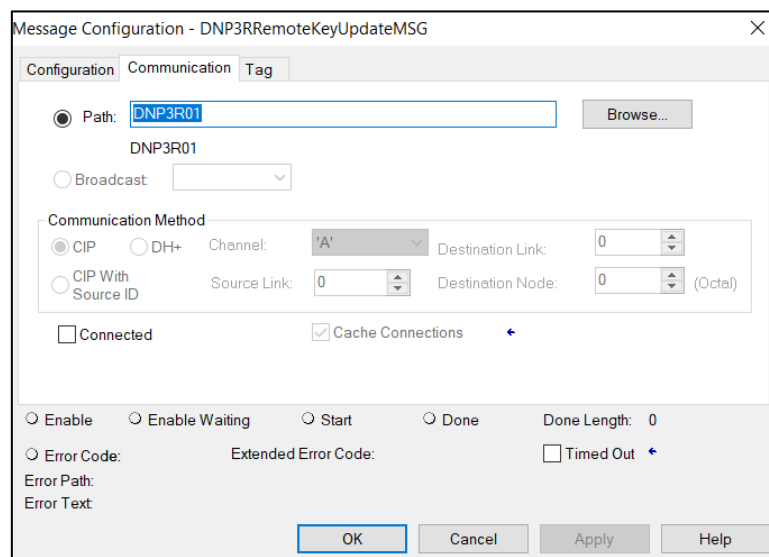 Message Configuration - DNP3RRemoteKeyUpdateMSG
Configuration Communication Tag
Path: DNP3R01 Browse...
DNP3R01
Broadcast
Communication Method
CIP DH+ Channel: 'A' Destination Link: 0
CIP With
Source ID Source Link: 0 Destination Node: 0 (Octal)
Connected Cache Connections
Enable Enable Waiting Start Done Done Length: 0
Error Code: Extended Error Code: Timed Out
Error Path:
Error Text
OK Cancel Apply Help